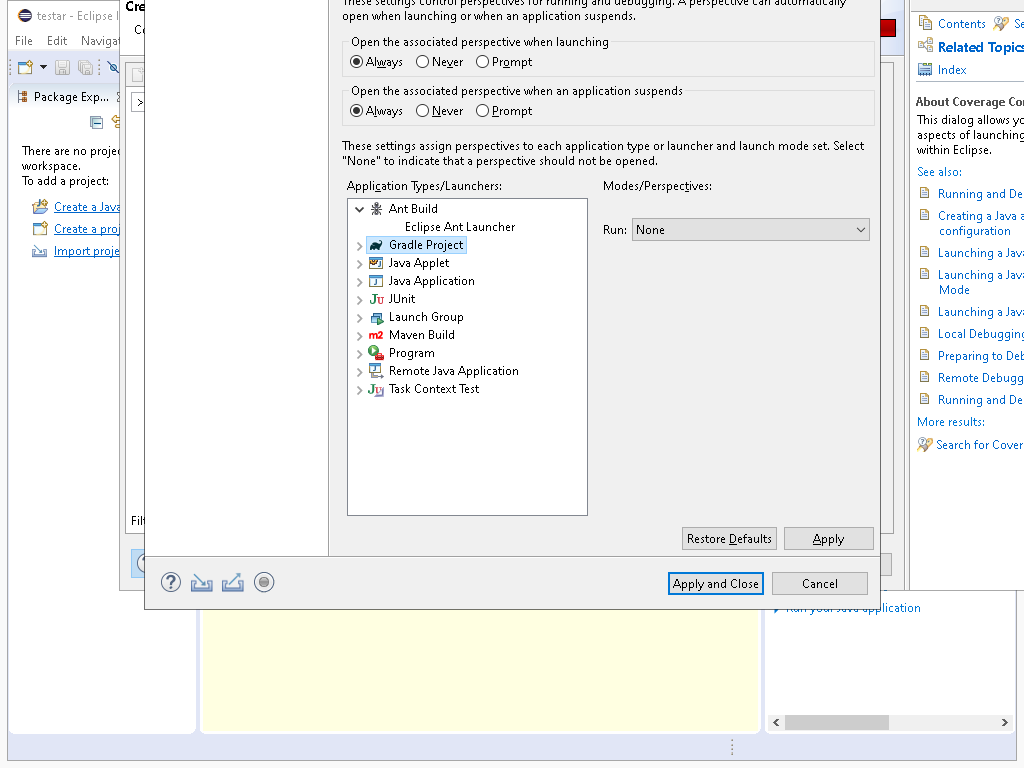 testar - Eclipse I
File Edit Navigat
Package Exp...
There are no proje
workspace.
To add a project:
Create a Java
Create a proj
Import proje
Cre
Co
Filt
These settings control perspectives for running and debugging. A perspective can automatically
open when launching or when an application suspends.
Open the associated perspective when launching
Always Never Prompt
Open the associated perspective when an application suspends
Always Never Prompt
These settings assign perspectives to each application type or launcher and launch mode set. Select
"None" to indicate that a perspective should not be opened.
Application Types/Launchers:
Modes/Perspectives:
Ant Build
Eclipse Ant Launcher
Gradle Project
Java Applet
Java Application
JUnit
Launch Group
Maven Build
Program
Remote Java Application
Task Context Test
Run: None
Restore Defaults Apply
Apply and Close Cancel
Contents Se
Related Topics
Index
About Coverage Co
This dialog allows yo
aspects of launching
within Eclipse.
See also:
Running and De
Creating a Java a
configuration
Launching a Java
Launching a Java
Mode
Launching a Java
Local Debugging
Preparing to Deb
Remote Debugg
Running and De
More results:
Search for Cover
Run your Java application